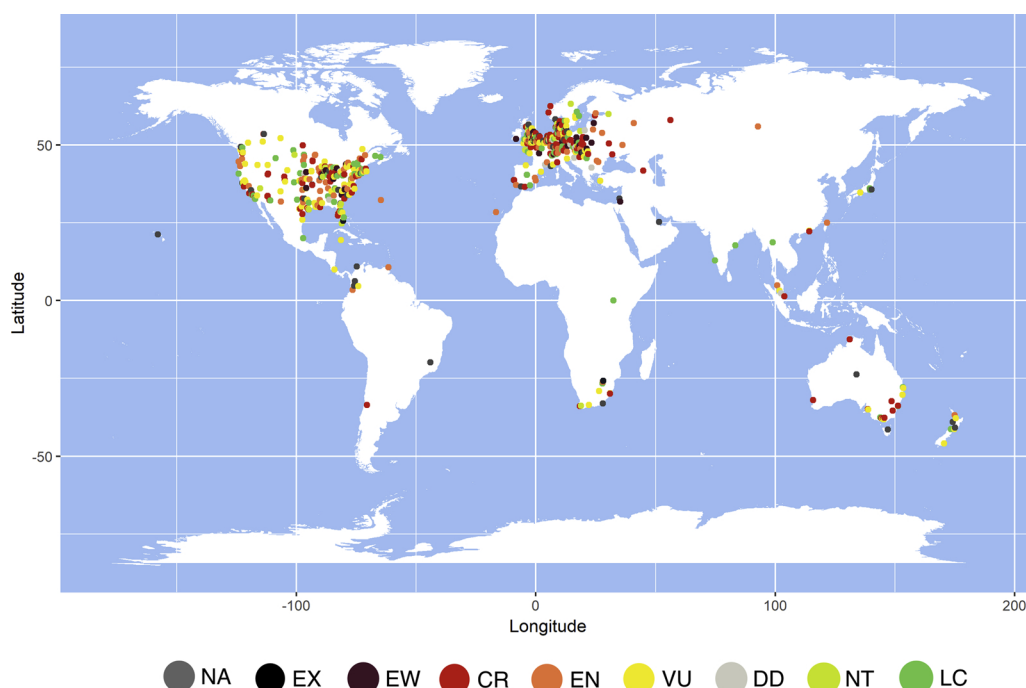 50
0
-50
Latitude
-100 0 100 200
Longitude
NA EX EW CR EN VU DD NT LC